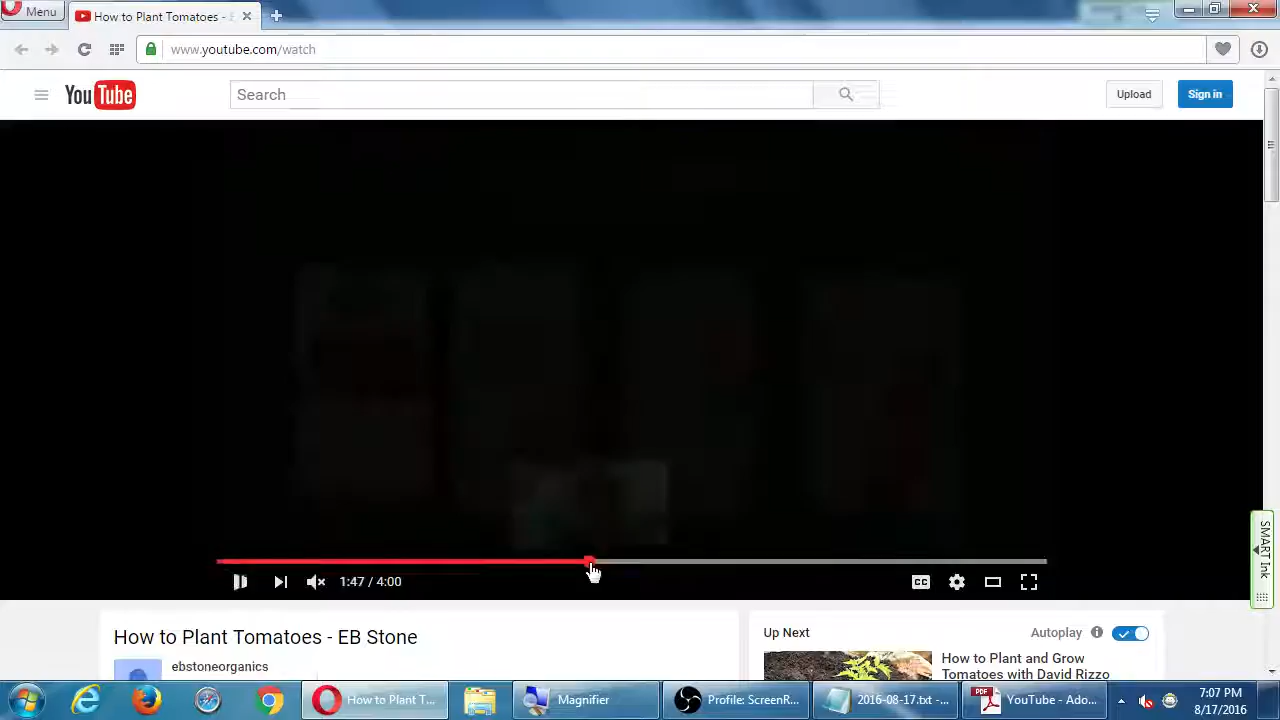 Menu
How to Plant Tomatoes - E
www.youtube.com/watch
YouTube
Search
Upload
Sign in
SMART Ink
1:47 / 4:00
CC
How to Plant Tomatoes - EB Stone
ebstoneorganics
Up Next
Autoplay
How to Plant and Grow
Tomatoes with David Rizzo
How to Plant T...
Magnifier
Profile: ScreenR...
2016-08-17.txt -...
PDF
YouTube - Ado...
7:07 PM
8/17/2016